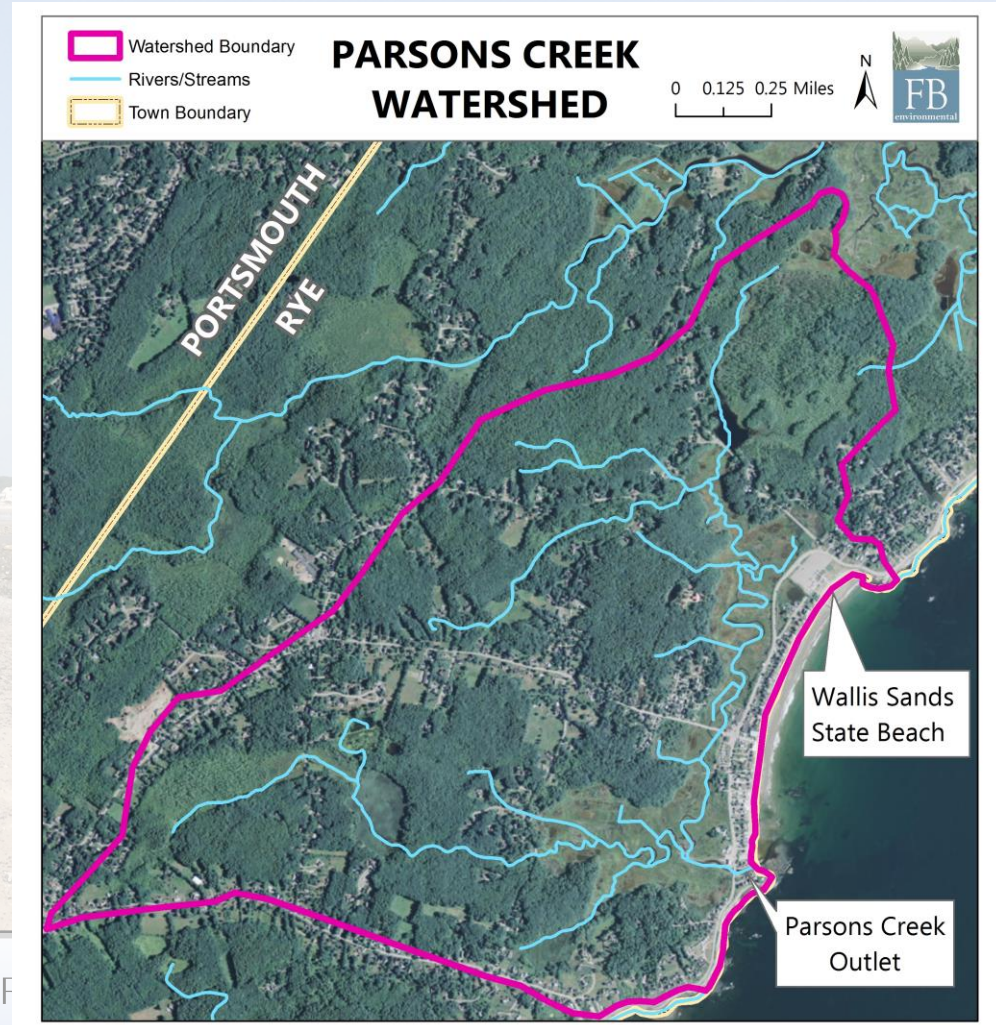 Watershed Boundary
Rivers/Streams
Town Boundary
PARSONS CREEK
WATERSHED
0 0.125 0.25 Miles
N
FB
environmental
PORTSMOUTH
RYE
Wallis Sands
State Beach
Parsons Creek
Outlet